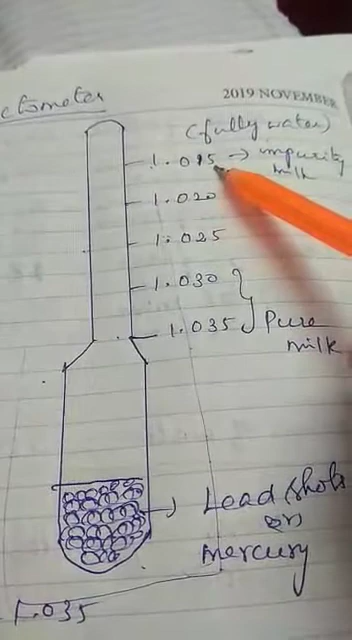 ctometer
2019 NOVEMBER
(fully water)
1.015 → impurity
milk
1.020
1.025
1.030
1.035 } Pure
milk
Lead shots
or
mercury
1.035